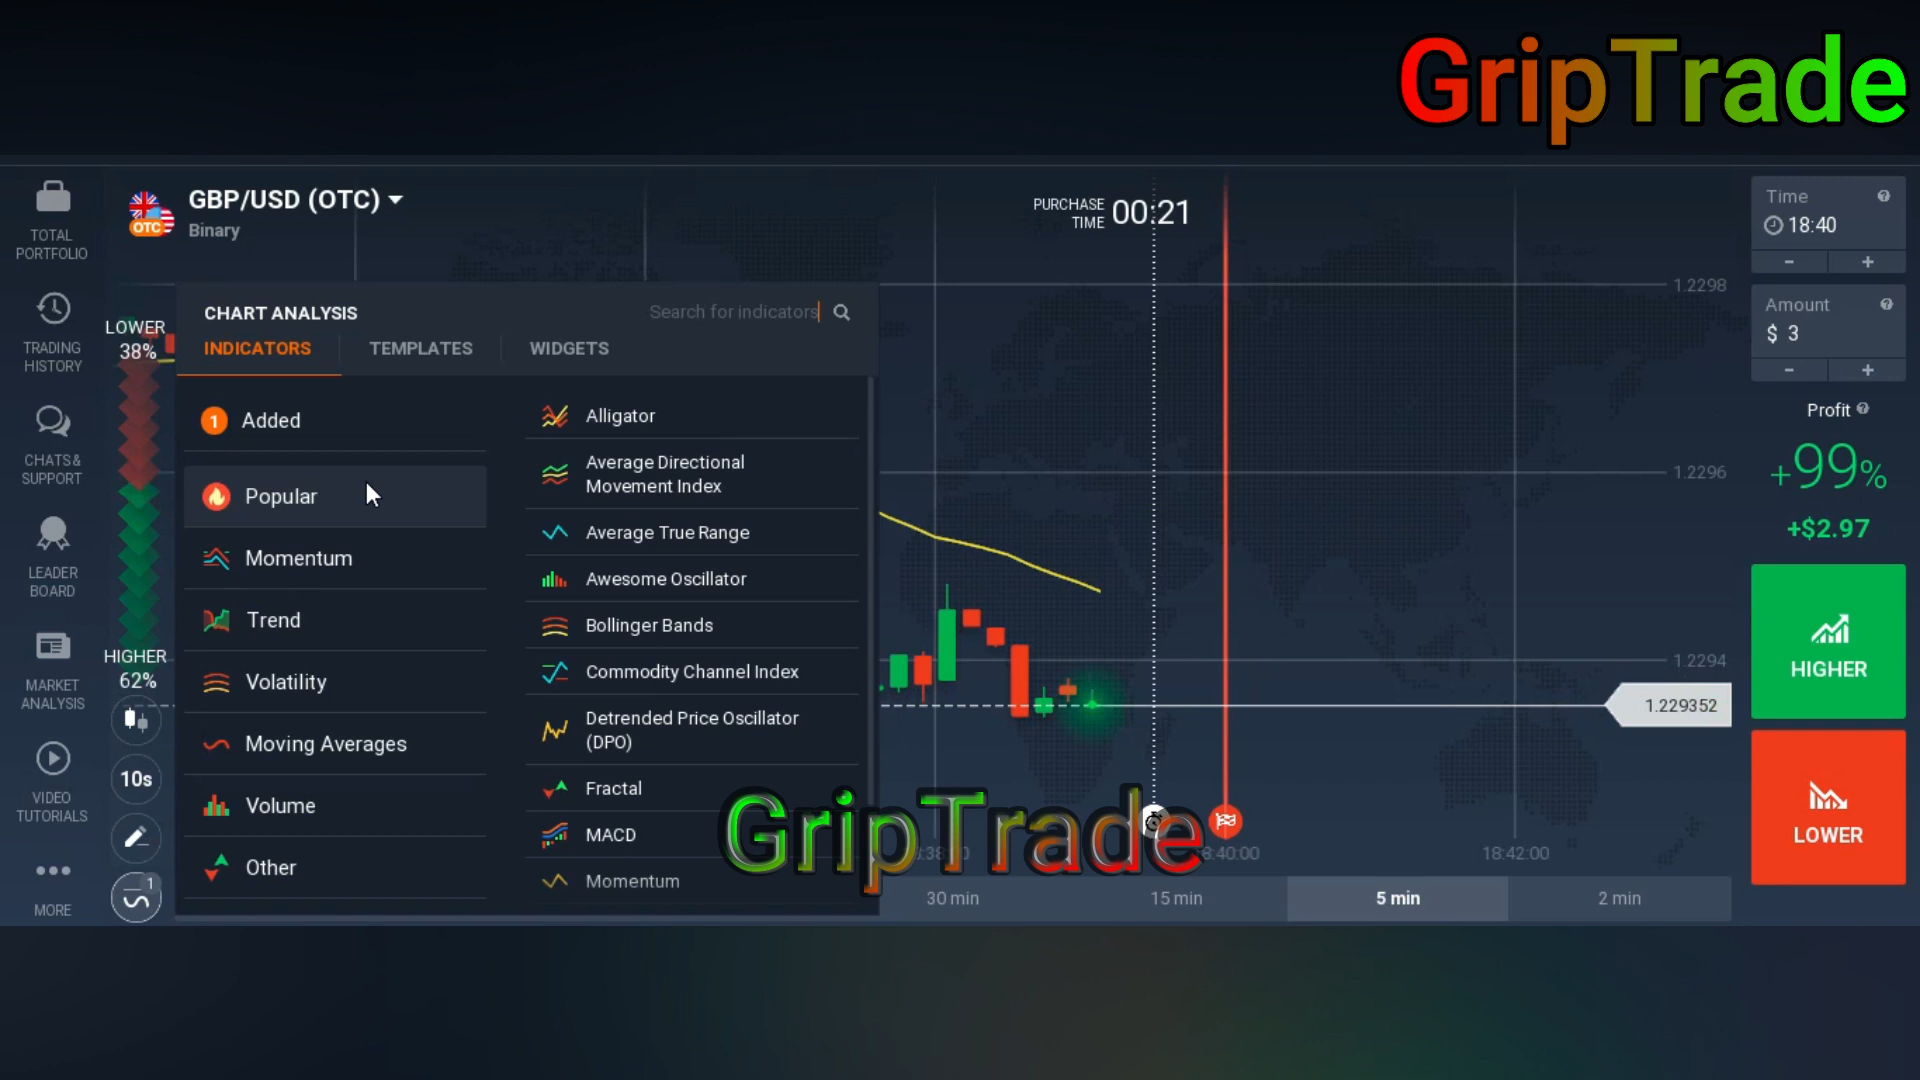 GripTrade
TOTAL
PORTFOLIO
TRADING
HISTORY
CHATS &
SUPPORT
LEADER
BOARD
MARKET
ANALYSIS
VIDEO
TUTORIALS
MORE
GBP/USD (OTC)
OTC
Binary
LOWER
38%
HIGHER
62%
10s
1
CHART ANALYSIS
Search for indicators
INDICATORS
TEMPLATES
WIDGETS
1 Added
Popular
Momentum
Trend
Volatility
Moving Averages
Volume
Other
Alligator
Average Directional
Movement Index
Average True Range
Awesome Oscillator
Bollinger Bands
Commodity Channel Index
Detrended Price Oscillator
(DPO)
Fractal
MACD
Momentum
PURCHASE
TIME
00:21
1.2298
1.2296
1.2294
1.229352
GripTrade
18:42:00
30 min
15 min
5 min
2 min
Time
18:40
- +
Amount
$ 3
- +
Profit
+99%
+$2.97
HIGHER
LOWER